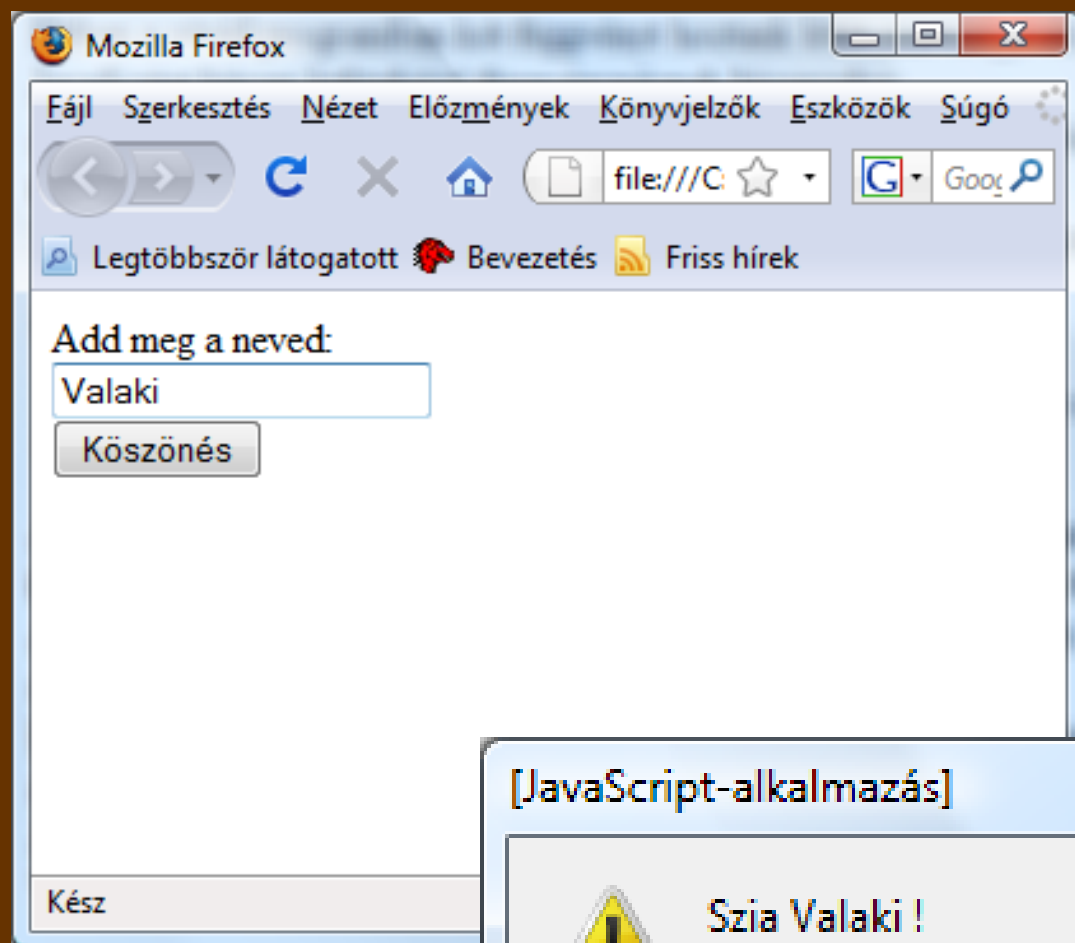 Mozilla Firefox
Fájl Szerkesztés Nézet Előzmények Könyvjelzők Eszközök Súgó
file:///C: G Goog
Legtöbbször látogatott Bevezetés Friss hírek
Add meg a neved:
Valaki
Köszönés
[JavaScript-alkalmazás]
Kész
Szia Valaki !